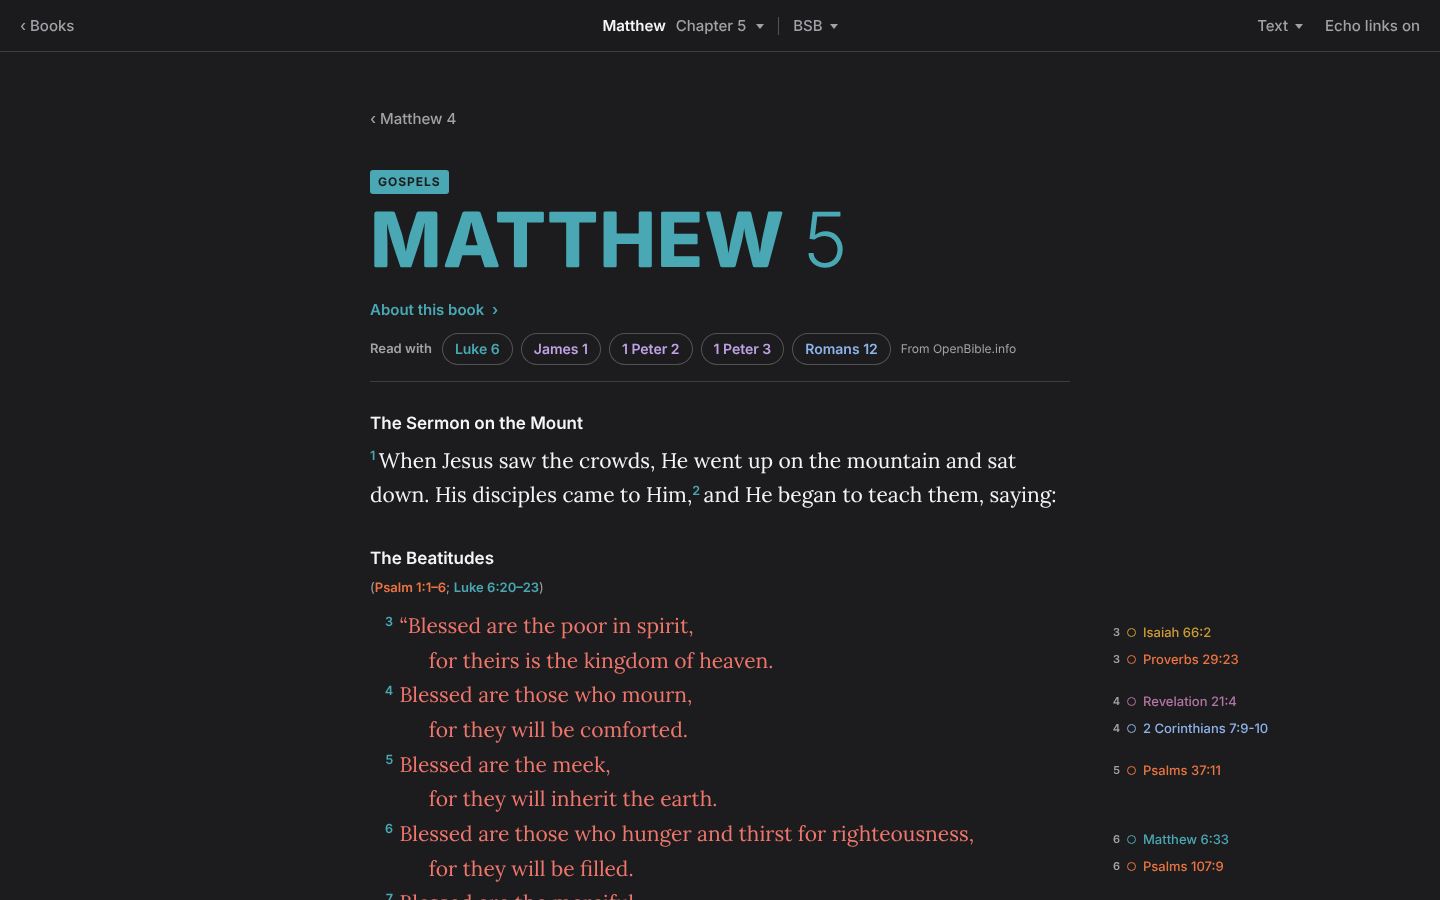 ‹ Books
Matthew Chapter 5 BSB
Text Echo links on
‹ Matthew 4
GOSPELS
MATTHEW 5
About this book ›
Read with Luke 6 James 1 1 Peter 2 1 Peter 3 Romans 12 From OpenBible.info
The Sermon on the Mount
1 When Jesus saw the crowds, He went up on the mountain and sat
down. His disciples came to Him, 2 and He began to teach them, saying:
The Beatitudes
(Psalm 1:1–6; Luke 6:20–23)
3 “Blessed are the poor in spirit,
for theirs is the kingdom of heaven.
4 Blessed are those who mourn,
for they will be comforted.
5 Blessed are the meek,
for they will inherit the earth.
6 Blessed are those who hunger and thirst for righteousness,
for they will be filled.
7 Blessed are the merciful
3 Isaiah 66:2
3 Proverbs 29:23
4 Revelation 21:4
4 2 Corinthians 7:9-10
5 Psalms 37:11
6 Matthew 6:33
6 Psalms 107:9